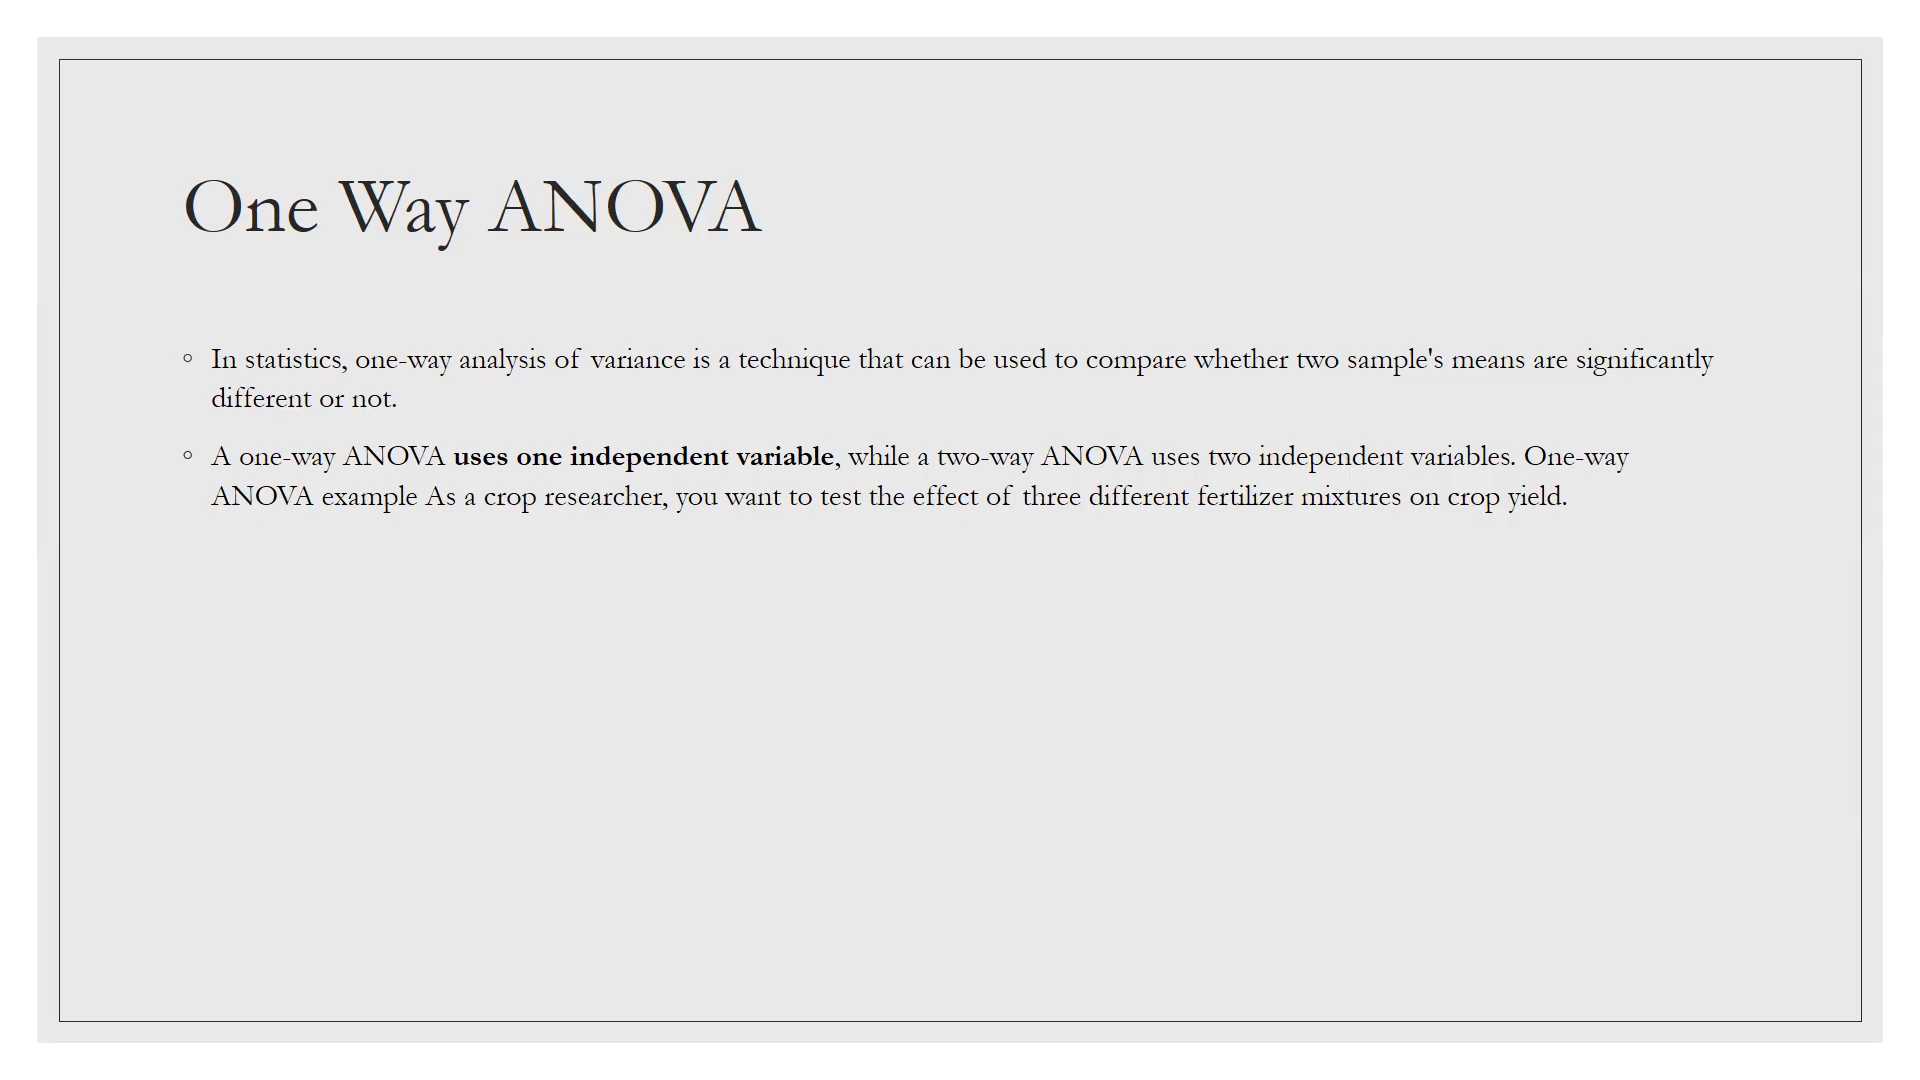 One Way ANOVA
◦ In statistics, one-way analysis of variance is a technique that can be used to compare whether two sample's means are significantly
different or not.
◦ A one-way ANOVA uses one independent variable, while a two-way ANOVA uses two independent variables. One-way
ANOVA example As a crop researcher, you want to test the effect of three different fertilizer mixtures on crop yield.